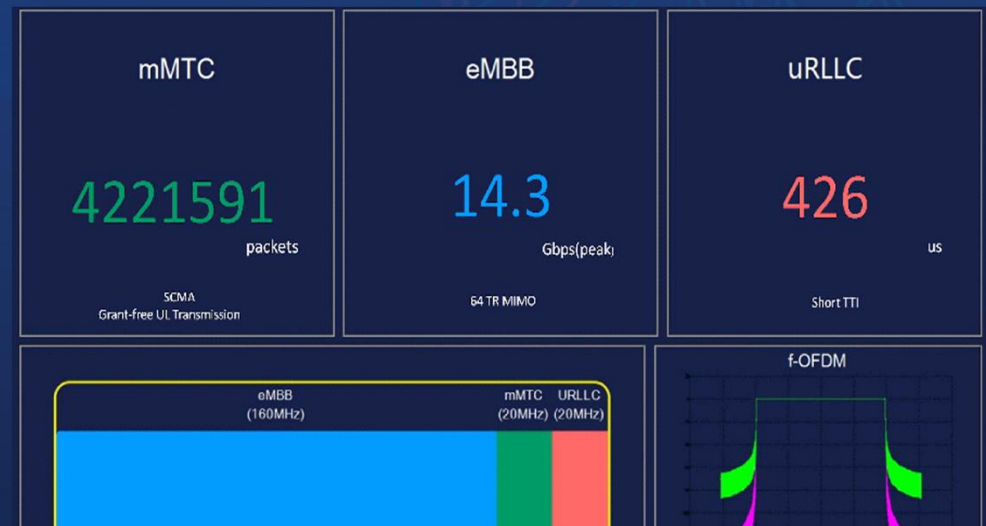 mMTC
4221591
packets
SCMA
Grant-free UL Transmission
eMBB
14.3
Gbps(peak)
64 TR MIMO
uRLLC
426
us
Short TTI
eMBB
(160MHz)
mMTC
(20MHz)
URLLC
(20MHz)
f-OFDM